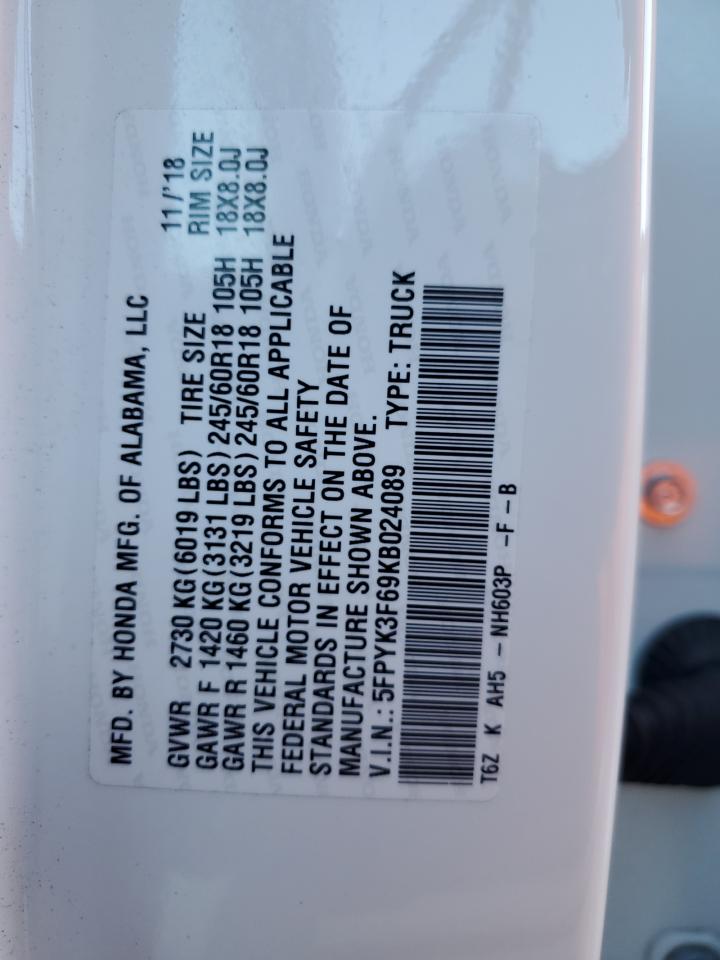 MFD. BY HONDA MFG. OF ALABAMA, LLC
11/'18
GVWR 2730 KG(6019 LBS) TIRE SIZE RIM SIZE
GAWR F 1420 KG(3131 LBS)245/60R18 105H 18X8.0J
GAWR R 1460 KG(3219 LBS)245/60R18 105H 18X8.0J
THIS VEHICLE CONFORMS TO ALL APPLICABLE
FEDERAL MOTOR VEHICLE SAFETY
STANDARDS IN EFFECT ON THE DATE OF
MANUFACTURE SHOWN ABOVE.
V.I.N.: 5FPYK3F69KB024089 TYPE: TRUCK
T6Z K AH5 - NH603P -F-B